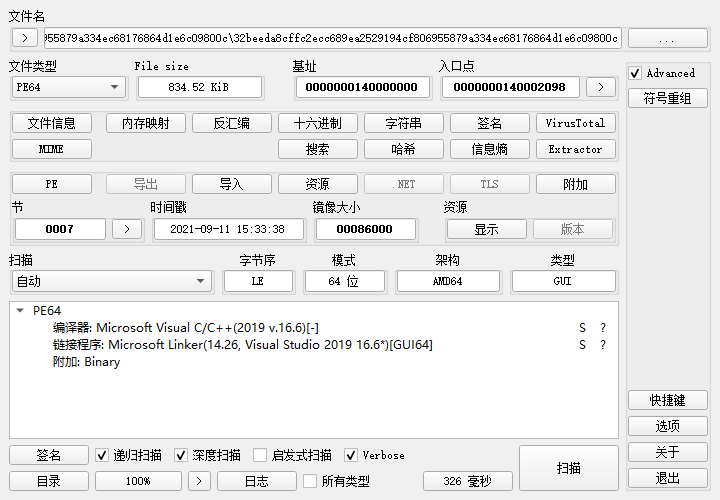 文件名
> 955879a334ec68176864d1e6c09800c\32beeda8cffc2ecc689ea2529194cf806955879a334ec68176864d1e6c09800c ...
文件类型 File size 基址 入口点
PE64 834.52 KiB 0000000140000000 0000000140002098 > Advanced
符号重组
文件信息 内存映射 反汇编 十六进制 字符串 签名 VirusTotal
MIME 搜索 哈希 信息熵 Extractor
PE 导出 导入 资源 .NET TLS 附加
节 时间戳 镜像大小 资源
0007 > 2021-09-11 15:33:38 00086000 显示 版本
扫描 字节序 模式 架构 类型
自动 LE 64 位 AMD64 GUI
PE64
编译器: Microsoft Visual C/C++(2019 v.16.6)[-] S ?
链接程序: Microsoft Linker(14.26, Visual Studio 2019 16.6*)[GUI64] S ?
附加: Binary
快捷键
选项
关于
退出
签名 递归扫描 深度扫描 启发式扫描 Verbose 扫描
目录 100% > 日志 所有类型 326 毫秒